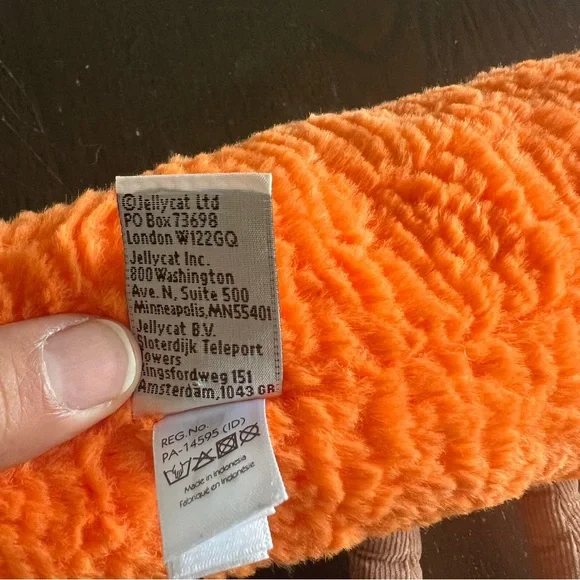 ©Jellycat Ltd
PO Box 73698
London W122GQ
Jellycat Inc.
800 Washington
Ave. N, Suite 500
Minneapolis,MN55401
Jellycat B.V.
Sloterdijk Teleport
Towers
lingsfordweg 151
Amsterdam,1043 GR
REG.No.
PA-14595 (ID)
Made in Indonesia
Fabriqué en Indonésie